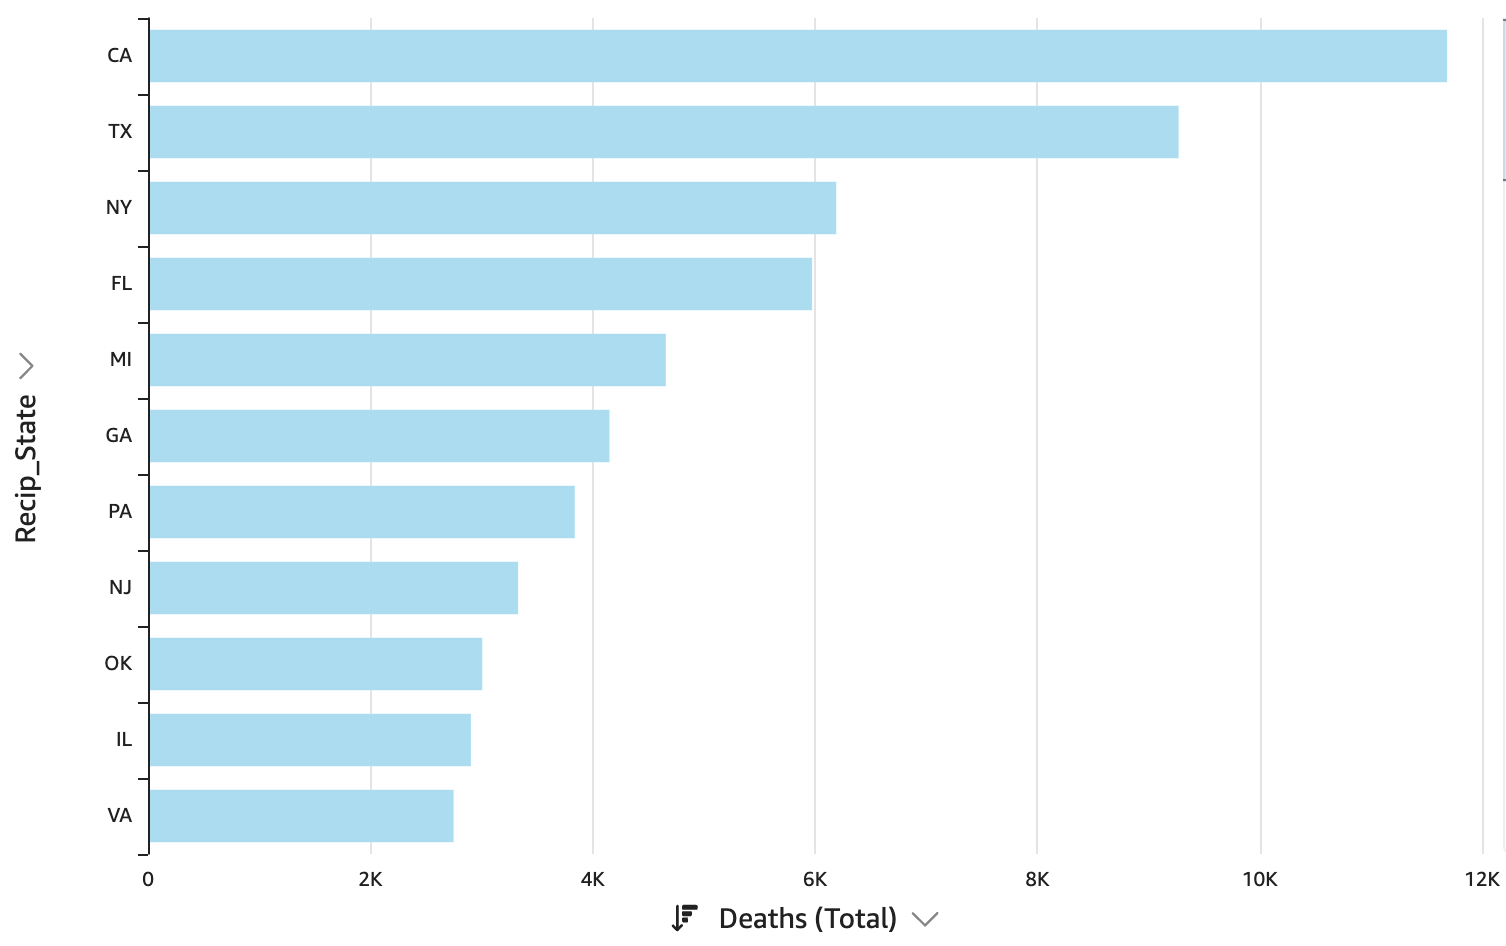 CA
TX
NY
FL
MI
GA
PA
NJ
OK
IL
VA
Recip_State
0 2K 4K 6K 8K 10K 12K
Deaths (Total)